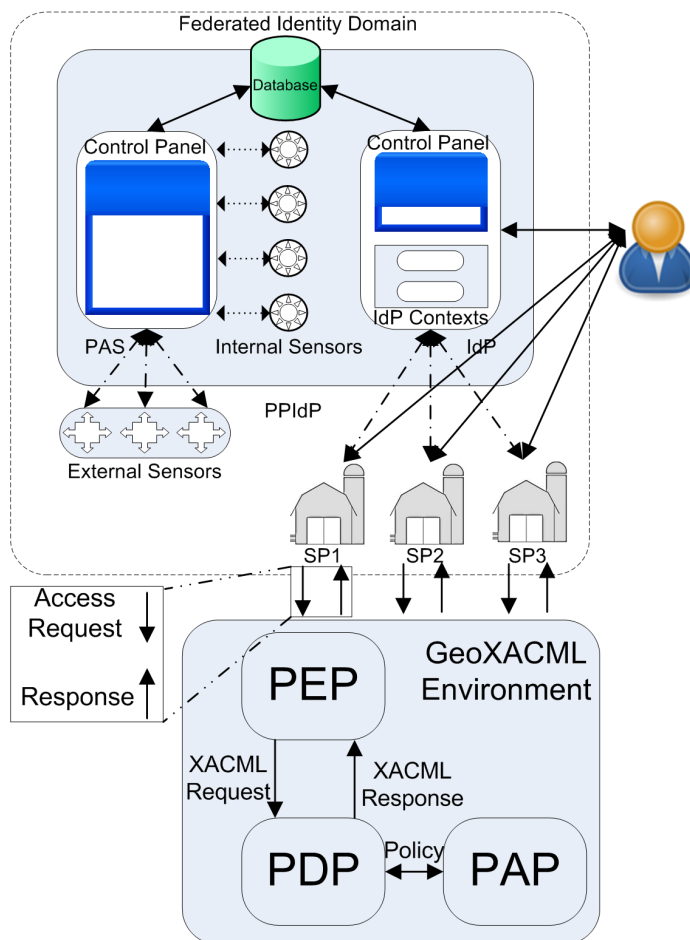 Federated Identity Domain
Database
Control Panel
Control Panel
IdP Contexts
PAS
Internal Sensors
IdP
PPIdP
External Sensors
SP1
SP2
SP3
Access
Request
Response
GeoXACML
Environment
PEP
XACML
Request
XACML
Response
PDP
Policy
PAP